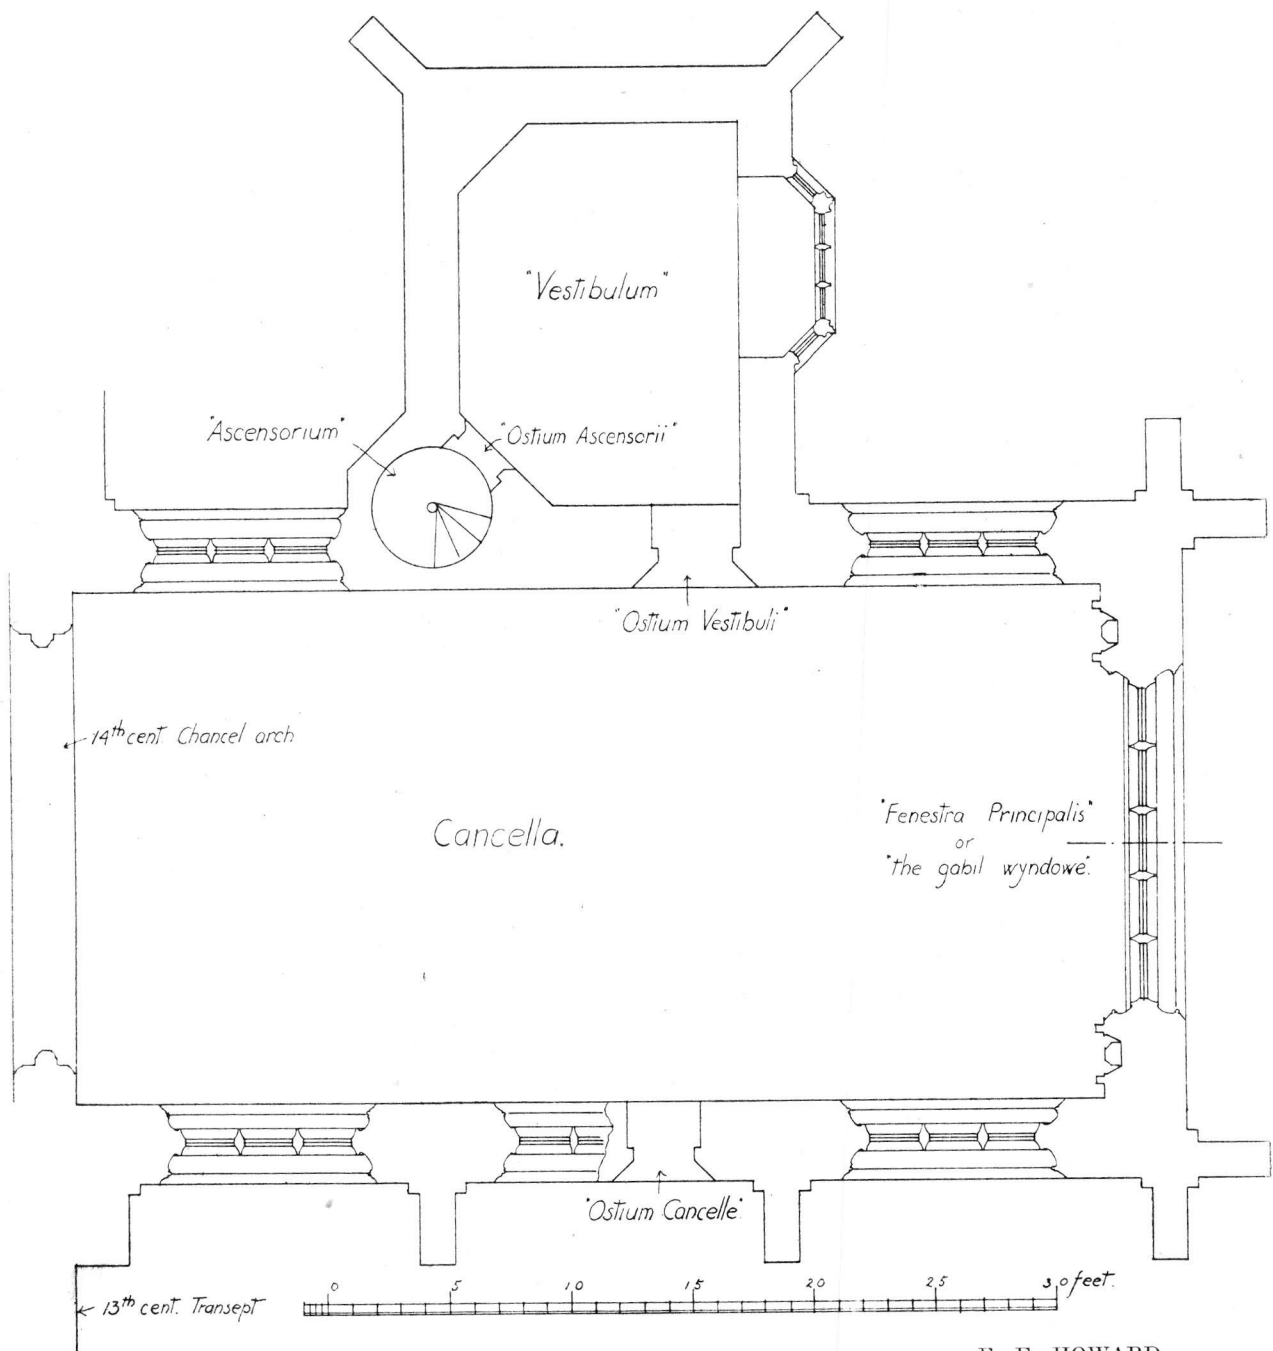 "Vestibulum"
"Ascensorium"
"Ostium Ascensorii"
"Ostium Vestibuli"
14th cent. Chancel arch
"Fenestra Principalis"
or
"the gabil wyndowe".
Cancella.
"Ostium Cancelle".
0 5 10 15 20 25 30 feet.
13th cent. Transept